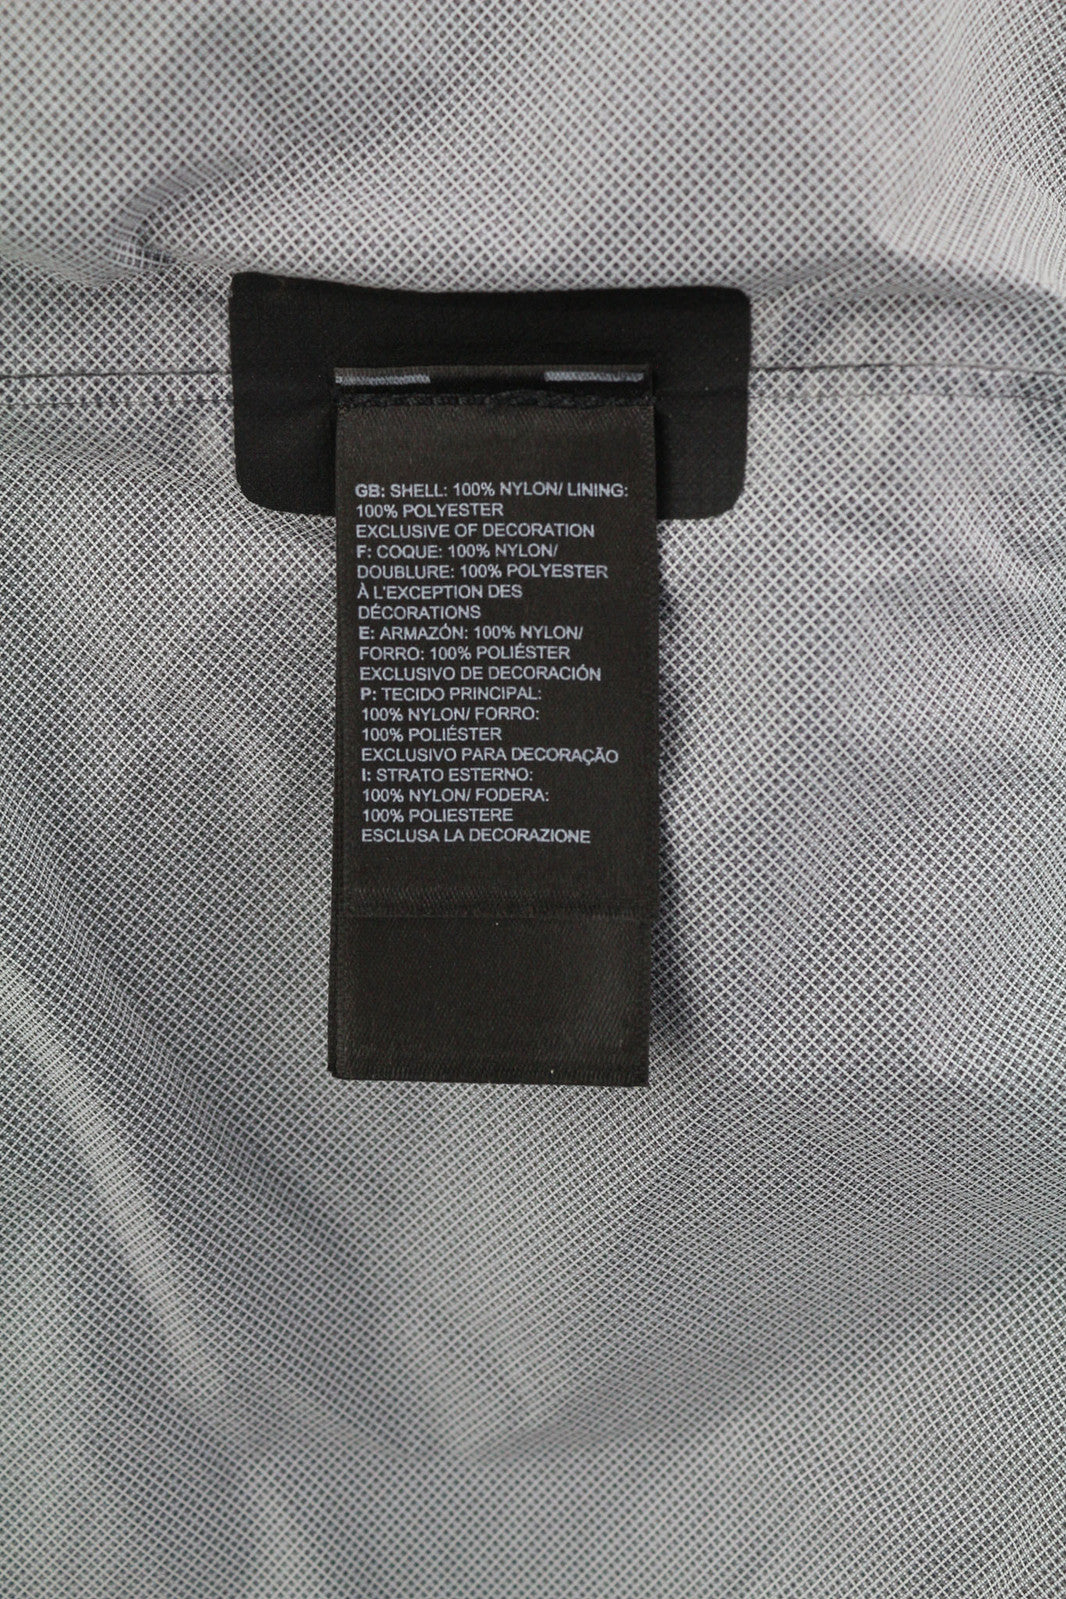 GB: SHELL: 100% NYLON/ LINING:
100% POLYESTER
EXCLUSIVE OF DECORATION
F: COQUE: 100% NYLON/
DOUBLURE: 100% POLYESTER
À L'EXCEPTION DES
DÉCORATIONS
E: ARMAZÓN: 100% NYLON/
FORRO: 100% POLIÉSTER
EXCLUSIVO DE DECORACIÓN
P: TECIDO PRINCIPAL:
100% NYLON/ FORRO:
100% POLIÉSTER
EXCLUSIVO PARA DECORAÇÃO
I: STRATO ESTERNO:
100% NYLON/ FODERA:
100% POLIESTERE
ESCLUSA LA DECORAZIONE